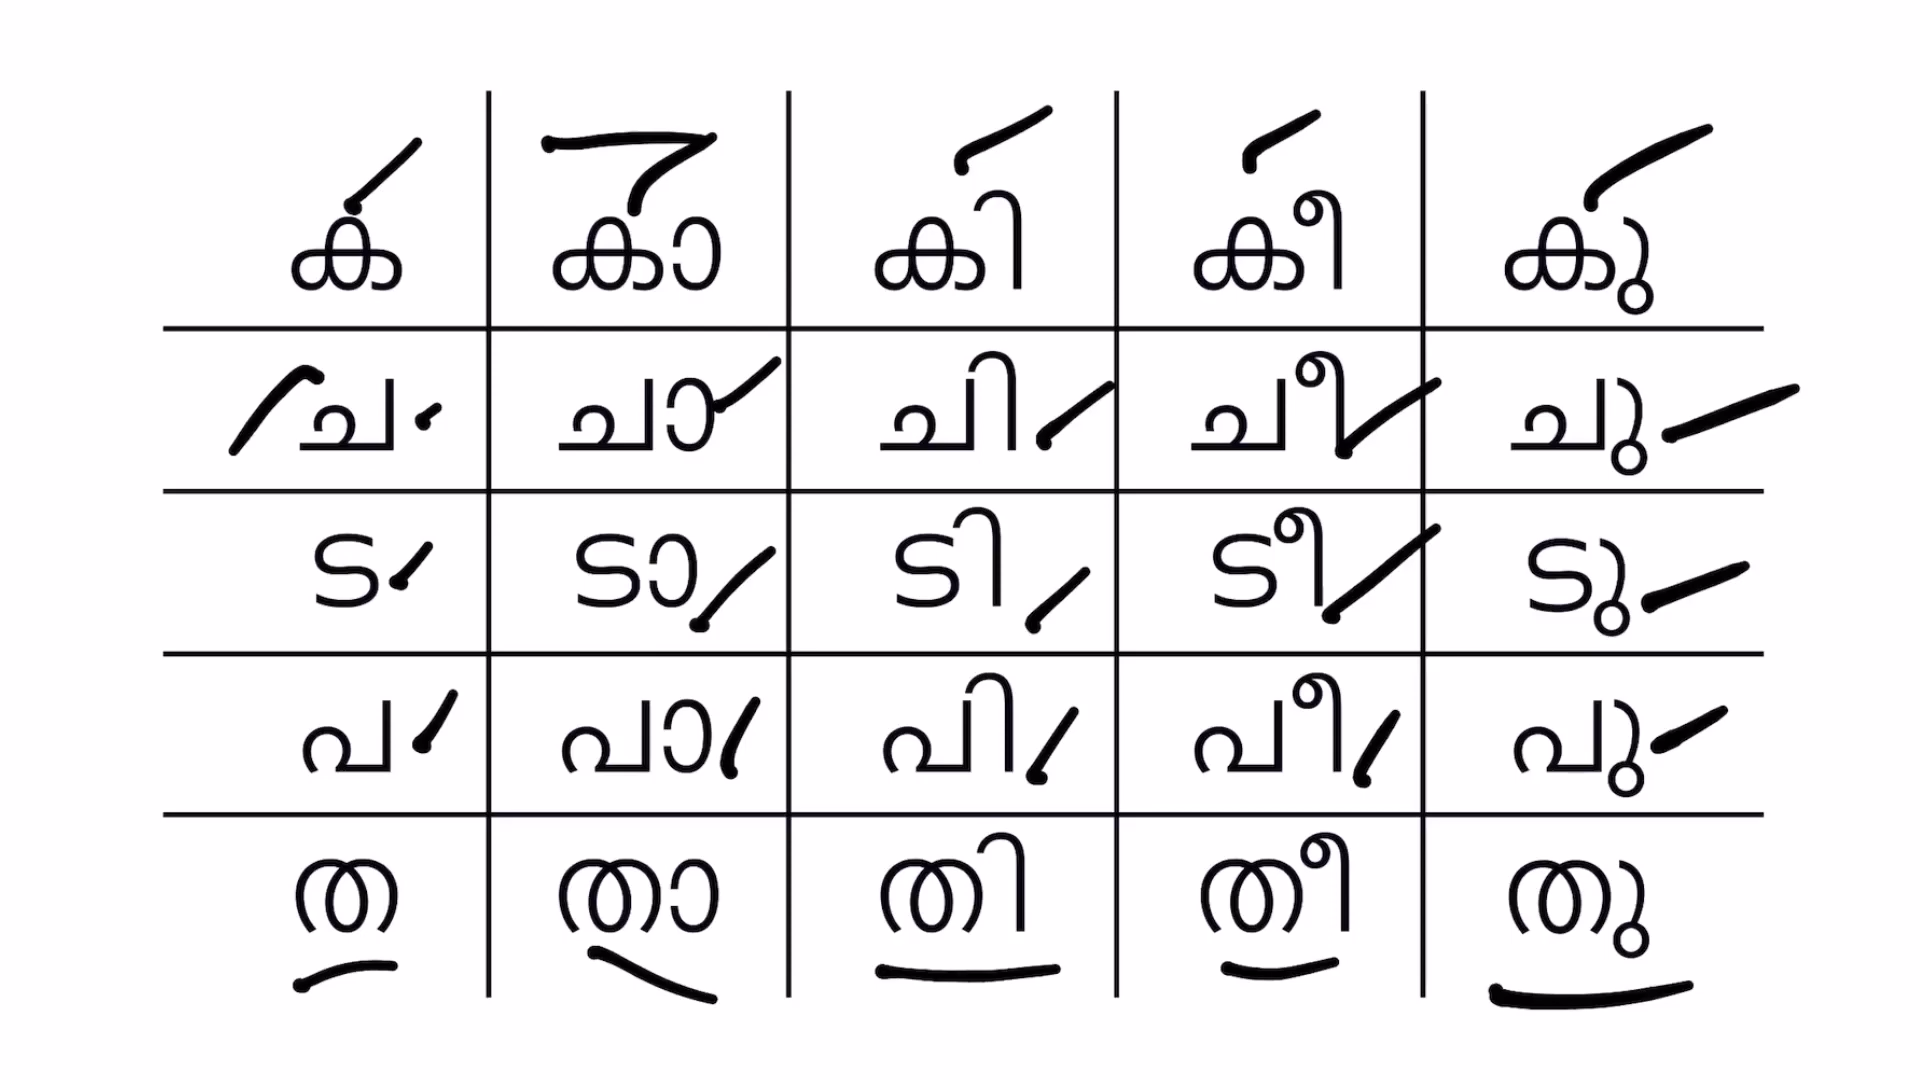 ക കാ കി കീ കു
ച ചാ ചി ചീ ചു
ട ടാ ടി ടീ ടു
പ പാ പി പീ പു
ത താ തി തീ തു